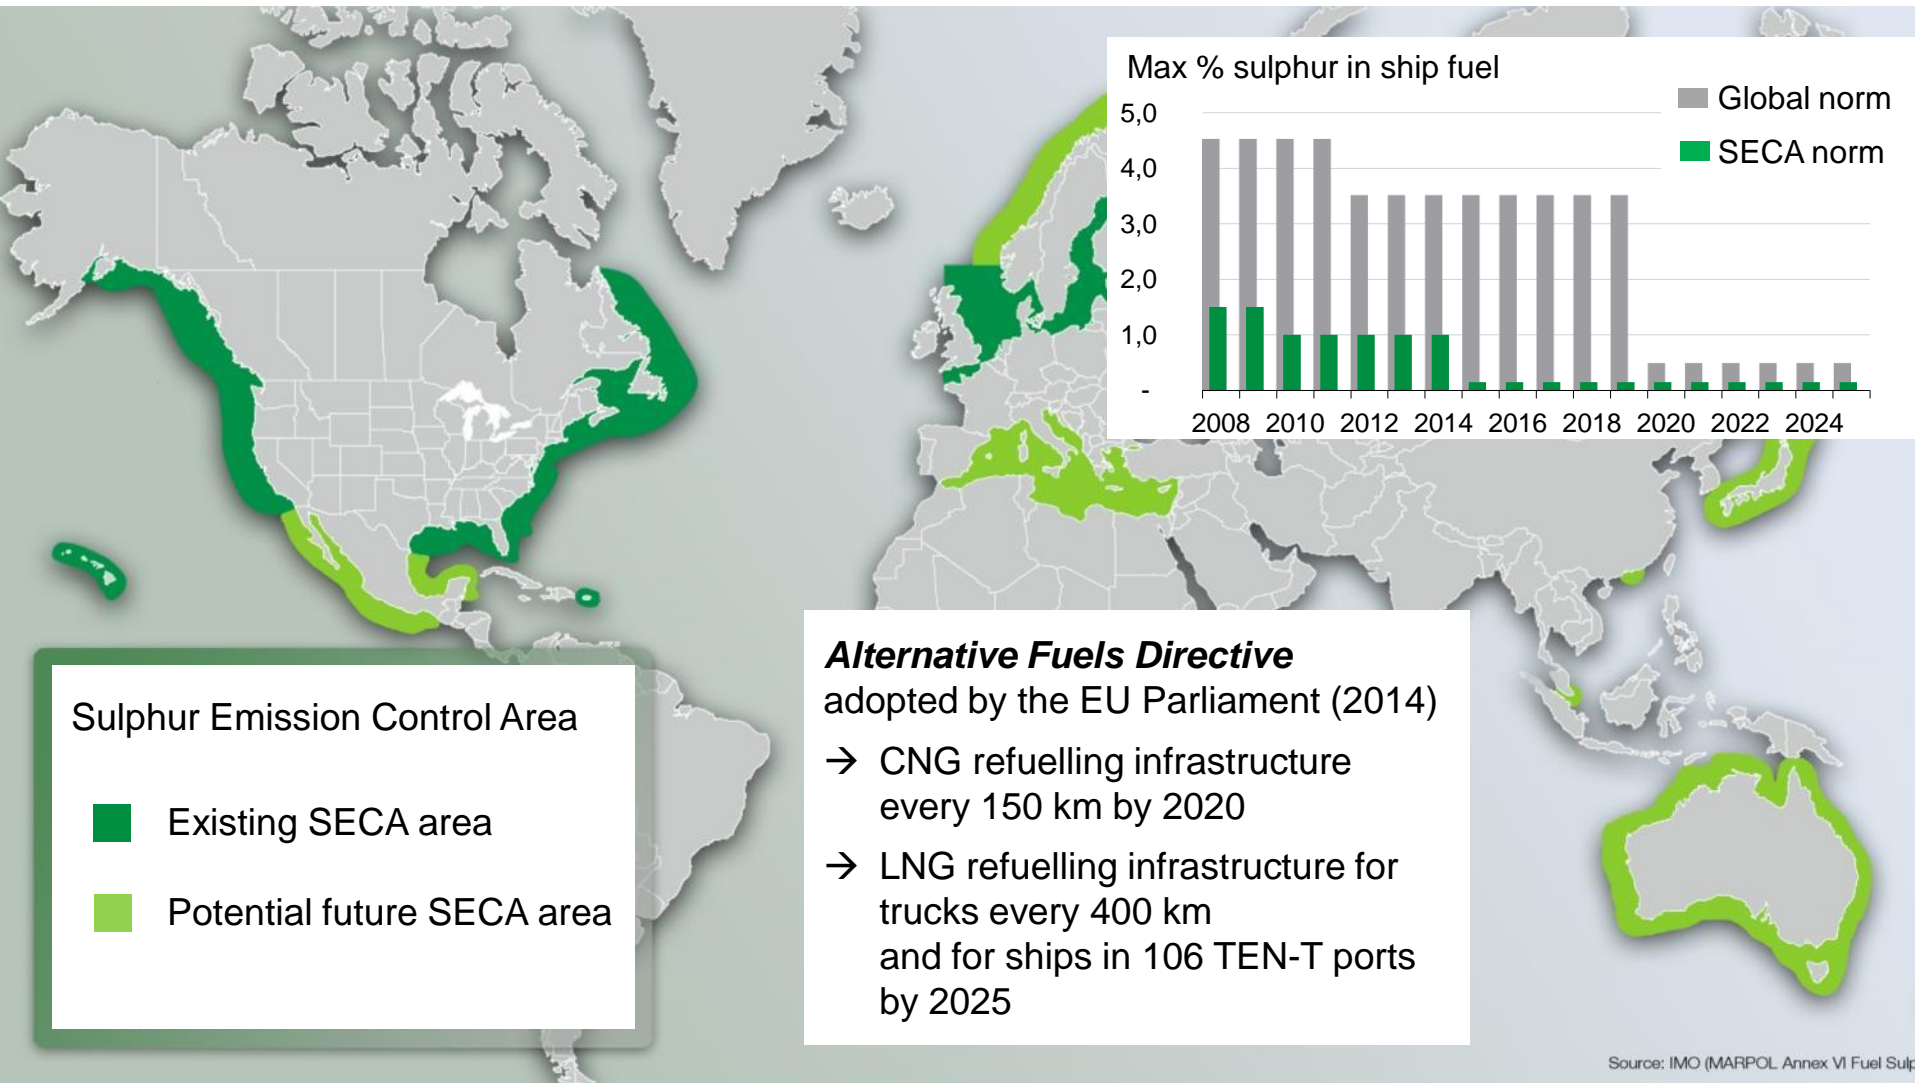 Max % sulphur in ship fuel
Global norm
SECA norm
5,0
4,0
3,0
2,0
1,0
-
2008 2010 2012 2014 2016 2018 2020 2022 2024
Sulphur Emission Control Area
Existing SECA area
Potential future SECA area
Alternative Fuels Directive
adopted by the EU Parliament (2014)
→ CNG refuelling infrastructure
every 150 km by 2020
→ LNG refuelling infrastructure for
trucks every 400 km
and for ships in 106 TEN-T ports
by 2025
Source: IMO (MARPOL Annex VI Fuel